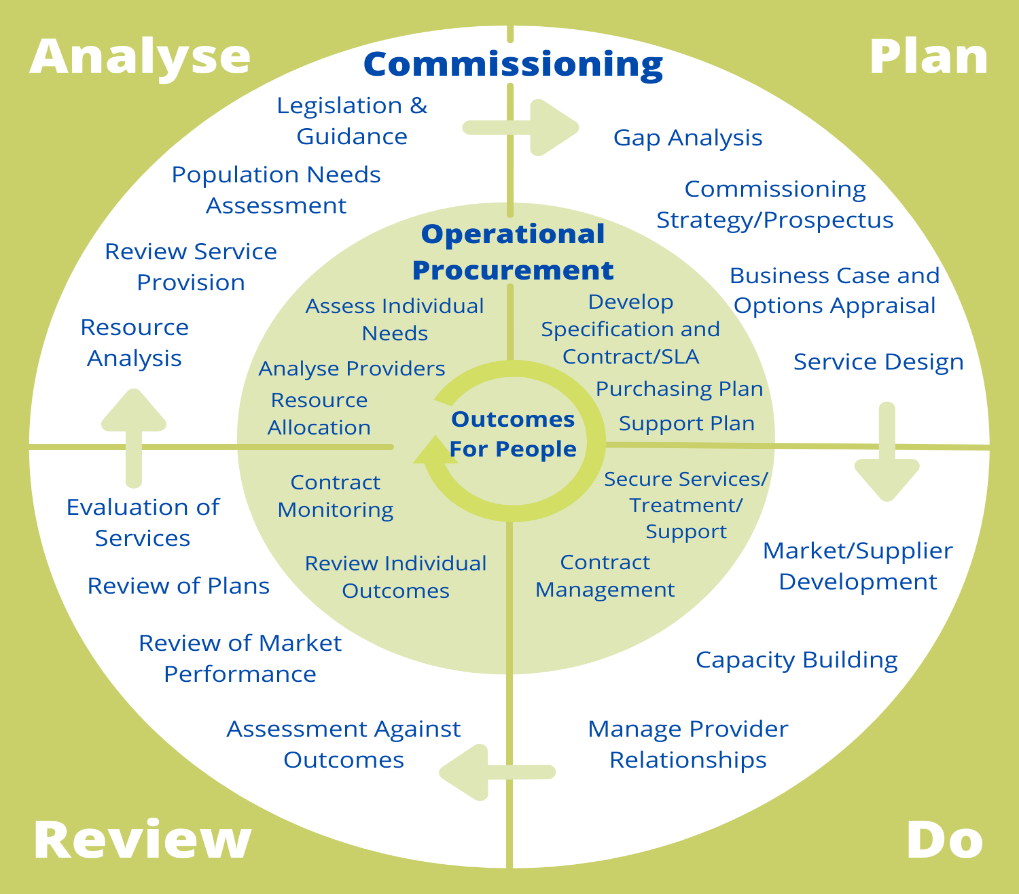 Analyse
Plan
Commissioning
Legislation &
Guidance
Population Needs
Assessment
Review Service
Provision
Resource
Analysis
Gap Analysis
Commissioning
Strategy/Prospectus
Business Case and
Options Appraisal
Service Design
Operational
Procurement
Assess Individual
Needs
Analyse Providers
Resource
Allocation
Develop
Specification and
Contract/SLA
Purchasing Plan
Support Plan
Outcomes
For People
Contract
Monitoring
Review Individual
Outcomes
Secure Services/
Treatment/
Support
Contract
Management
Evaluation of
Services
Review of Plans
Review of Market
Performance
Assessment Against
Outcomes
Market/Supplier
Development
Capacity Building
Manage Provider
Relationships
Review
Do